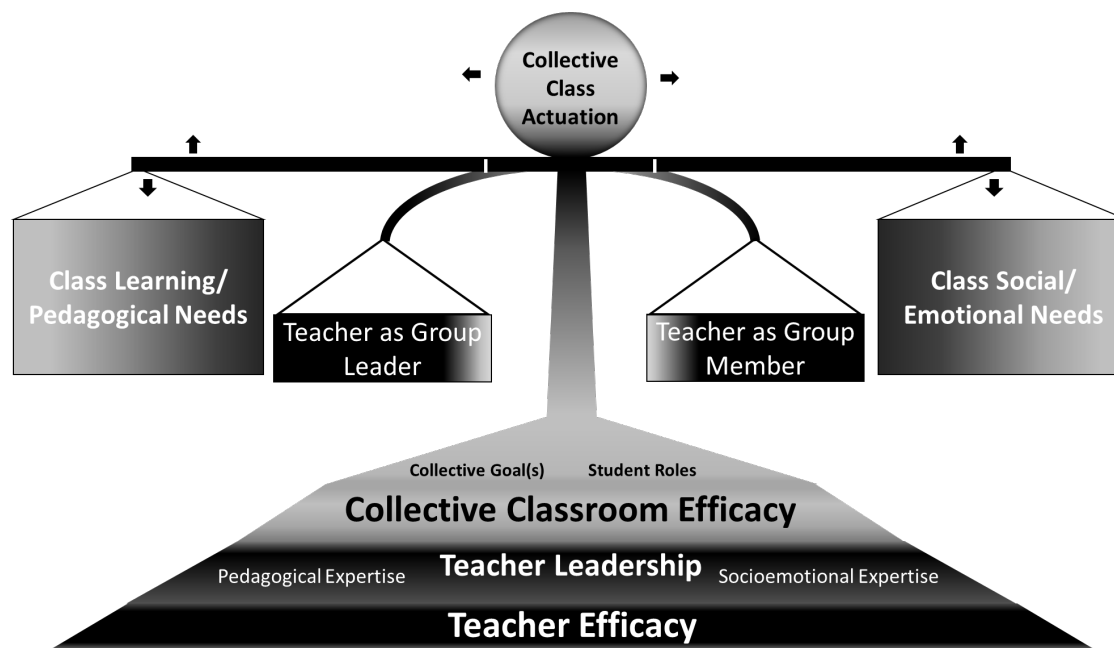 Collective
Class
Actuation
Class Learning/
Pedagogical Needs
Teacher as Group
Leader
Teacher as Group
Member
Class Social/
Emotional Needs
Collective Goal(s)
Student Roles
Collective Classroom Efficacy
Pedagogical Expertise
Teacher Leadership
Socioemotional Expertise
Teacher Efficacy